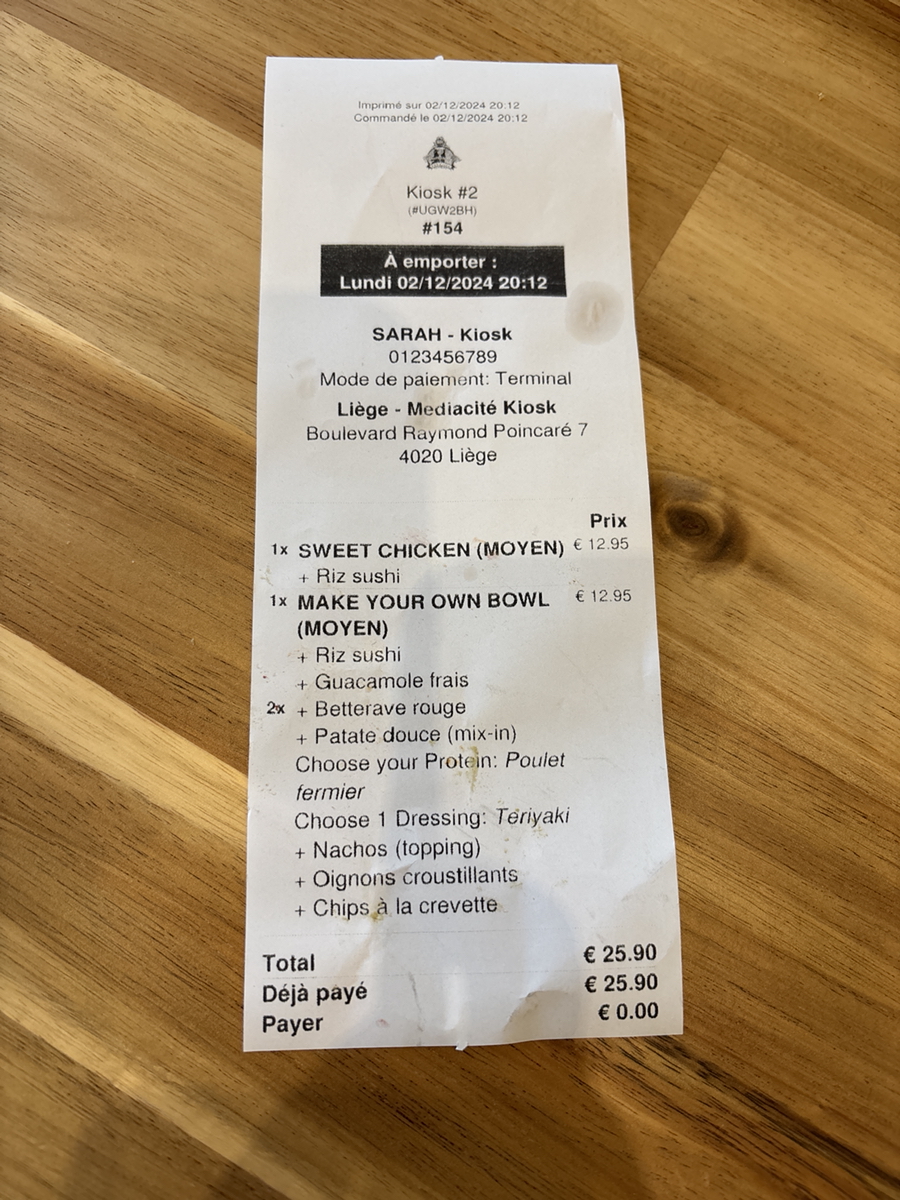 Imprimé sur 02/12/2024 20:12
Commandé le 02/12/2024 20:12
Kiosk #2
(#UGW2BH)
#154
À emporter :
Lundi 02/12/2024 20:12
SARAH - Kiosk
0123456789
Mode de paiement: Terminal
Liège - Mediacité Kiosk
Boulevard Raymond Poincaré 7
4020 Liège
Prix
1x SWEET CHICKEN (MOYEN) € 12.95
+ Riz sushi
1x MAKE YOUR OWN BOWL € 12.95
(MOYEN)
+ Riz sushi
+ Guacamole frais
2x + Betterave rouge
+ Patate douce (mix-in)
Choose your Protein: Poulet
fermier
Choose 1 Dressing: Teriyaki
+ Nachos (topping)
+ Oignons croustillants
+ Chips à la crevette
Total € 25.90
Déjà payé € 25.90
Payer € 0.00